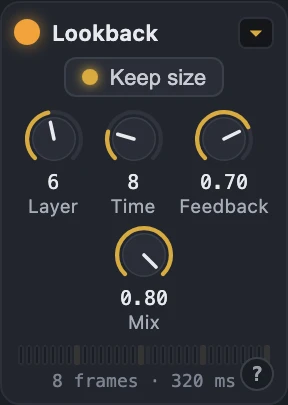 Lookback
Keep size
6 8 0.70
Layer Time Feedback
0.80
Mix
8 frames · 320 ms ?